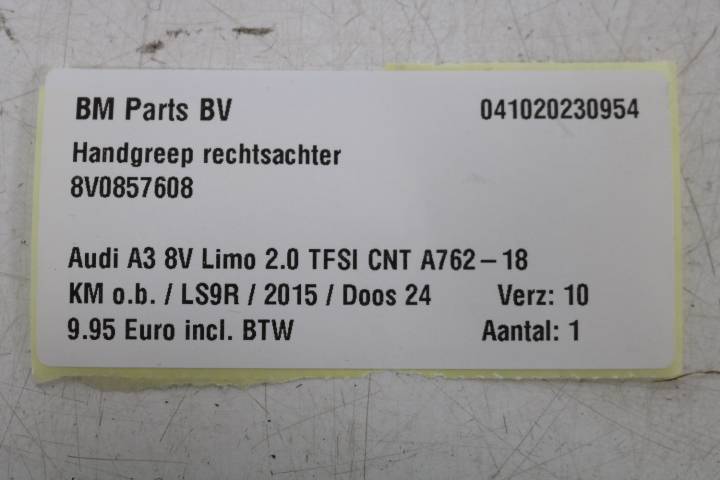 BM Parts BV 041020230954
Handgreep rechtsachter
8V0857608
Audi A3 8V Limo 2.0 TFSI CNT A762-18
KM o.b. / LS9R / 2015 / Doos 24 Verz: 10
9.95 Euro incl. BTW Aantal: 1